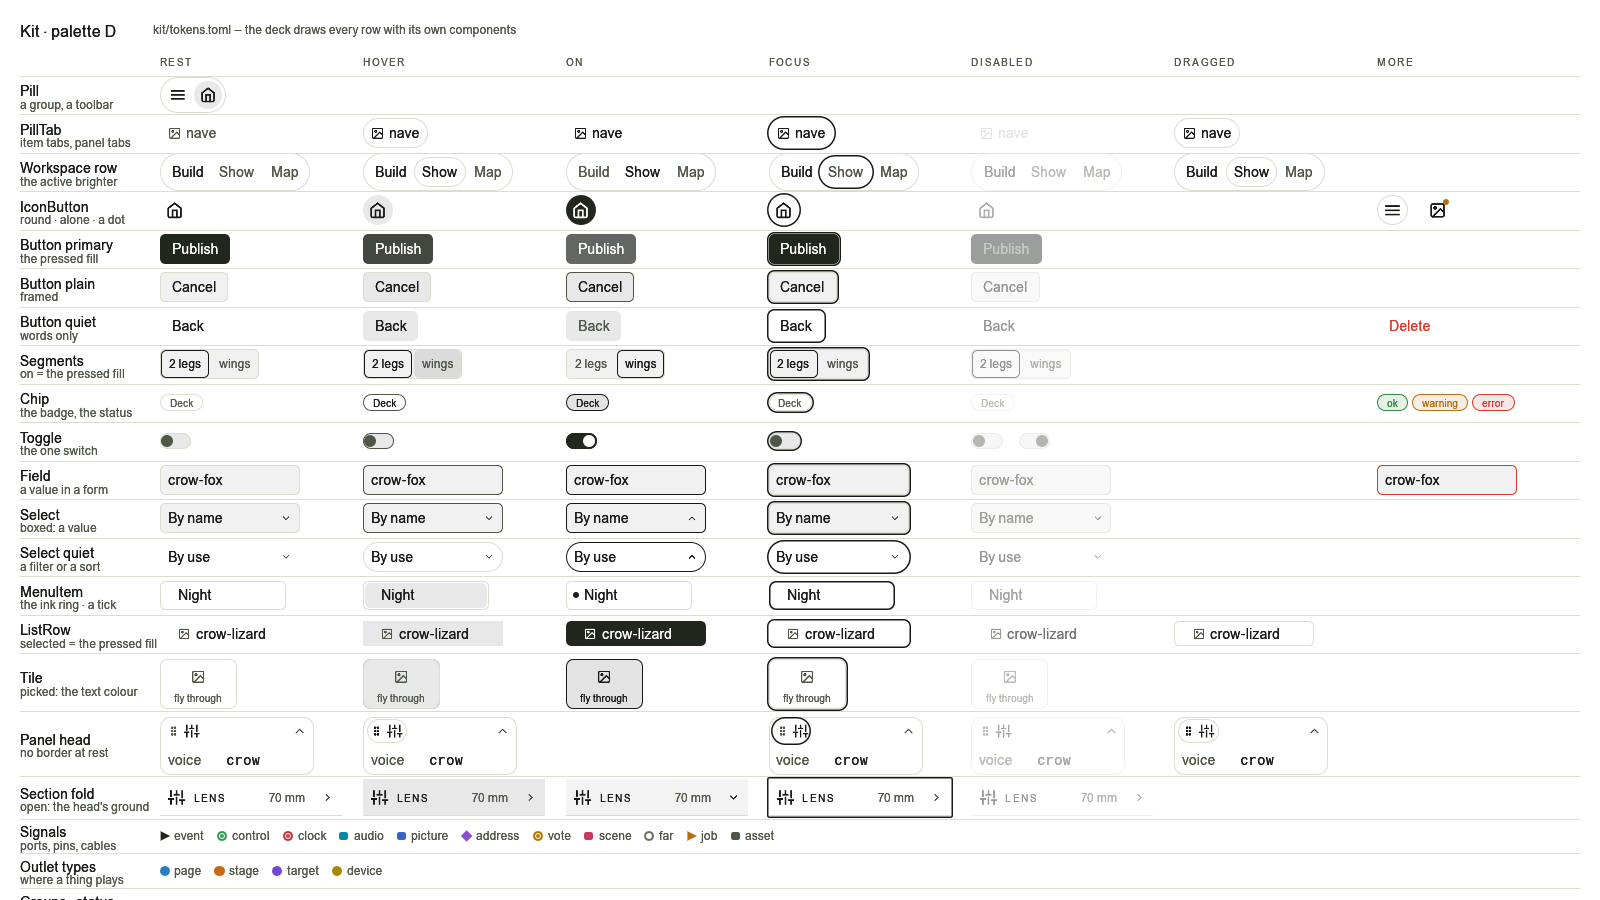 Kit · palette D
kit/tokens.toml – the deck draws every row with its own components
REST HOVER ON FOCUS DISABLED DRAGGED MORE
Pill
a group, a toolbar
PillTab
item tabs, panel tabs
nave nave nave nave nave nave
Workspace row
the active brighter
Build Show Map Build Show Map Build Show Map Build Show Map Build Show Map Build Show Map
IconButton
round · alone · a dot
Button primary
the pressed fill
Publish Publish Publish Publish Publish
Button plain
framed
Cancel Cancel Cancel Cancel Cancel
Button quiet
words only
Back Back Back Back Back Delete
Segments
on = the pressed fill
2 legs wings 2 legs wings 2 legs wings 2 legs wings 2 legs wings
Chip
the badge, the status
Deck Deck Deck Deck Deck ok warning error
Toggle
the one switch
Field
a value in a form
crow-fox crow-fox crow-fox crow-fox crow-fox crow-fox
Select
boxed: a value
By name By name By name By name By name
Select quiet
a filter or a sort
By use By use By use By use By use
MenuItem
the ink ring · a tick
Night Night Night Night Night
ListRow
selected = the pressed fill
crow-lizard crow-lizard crow-lizard crow-lizard crow-lizard crow-lizard
Tile
picked: the text colour
fly through fly through fly through fly through fly through
Panel head
no border at rest
voice crow voice crow voice crow voice crow voice crow
Section fold
open: the head's ground
LENS 70 mm LENS 70 mm LENS 70 mm LENS 70 mm LENS 70 mm
Signals
ports, pins, cables
event control clock audio picture address vote scene far job asset
Outlet types
where a thing plays
page stage target device